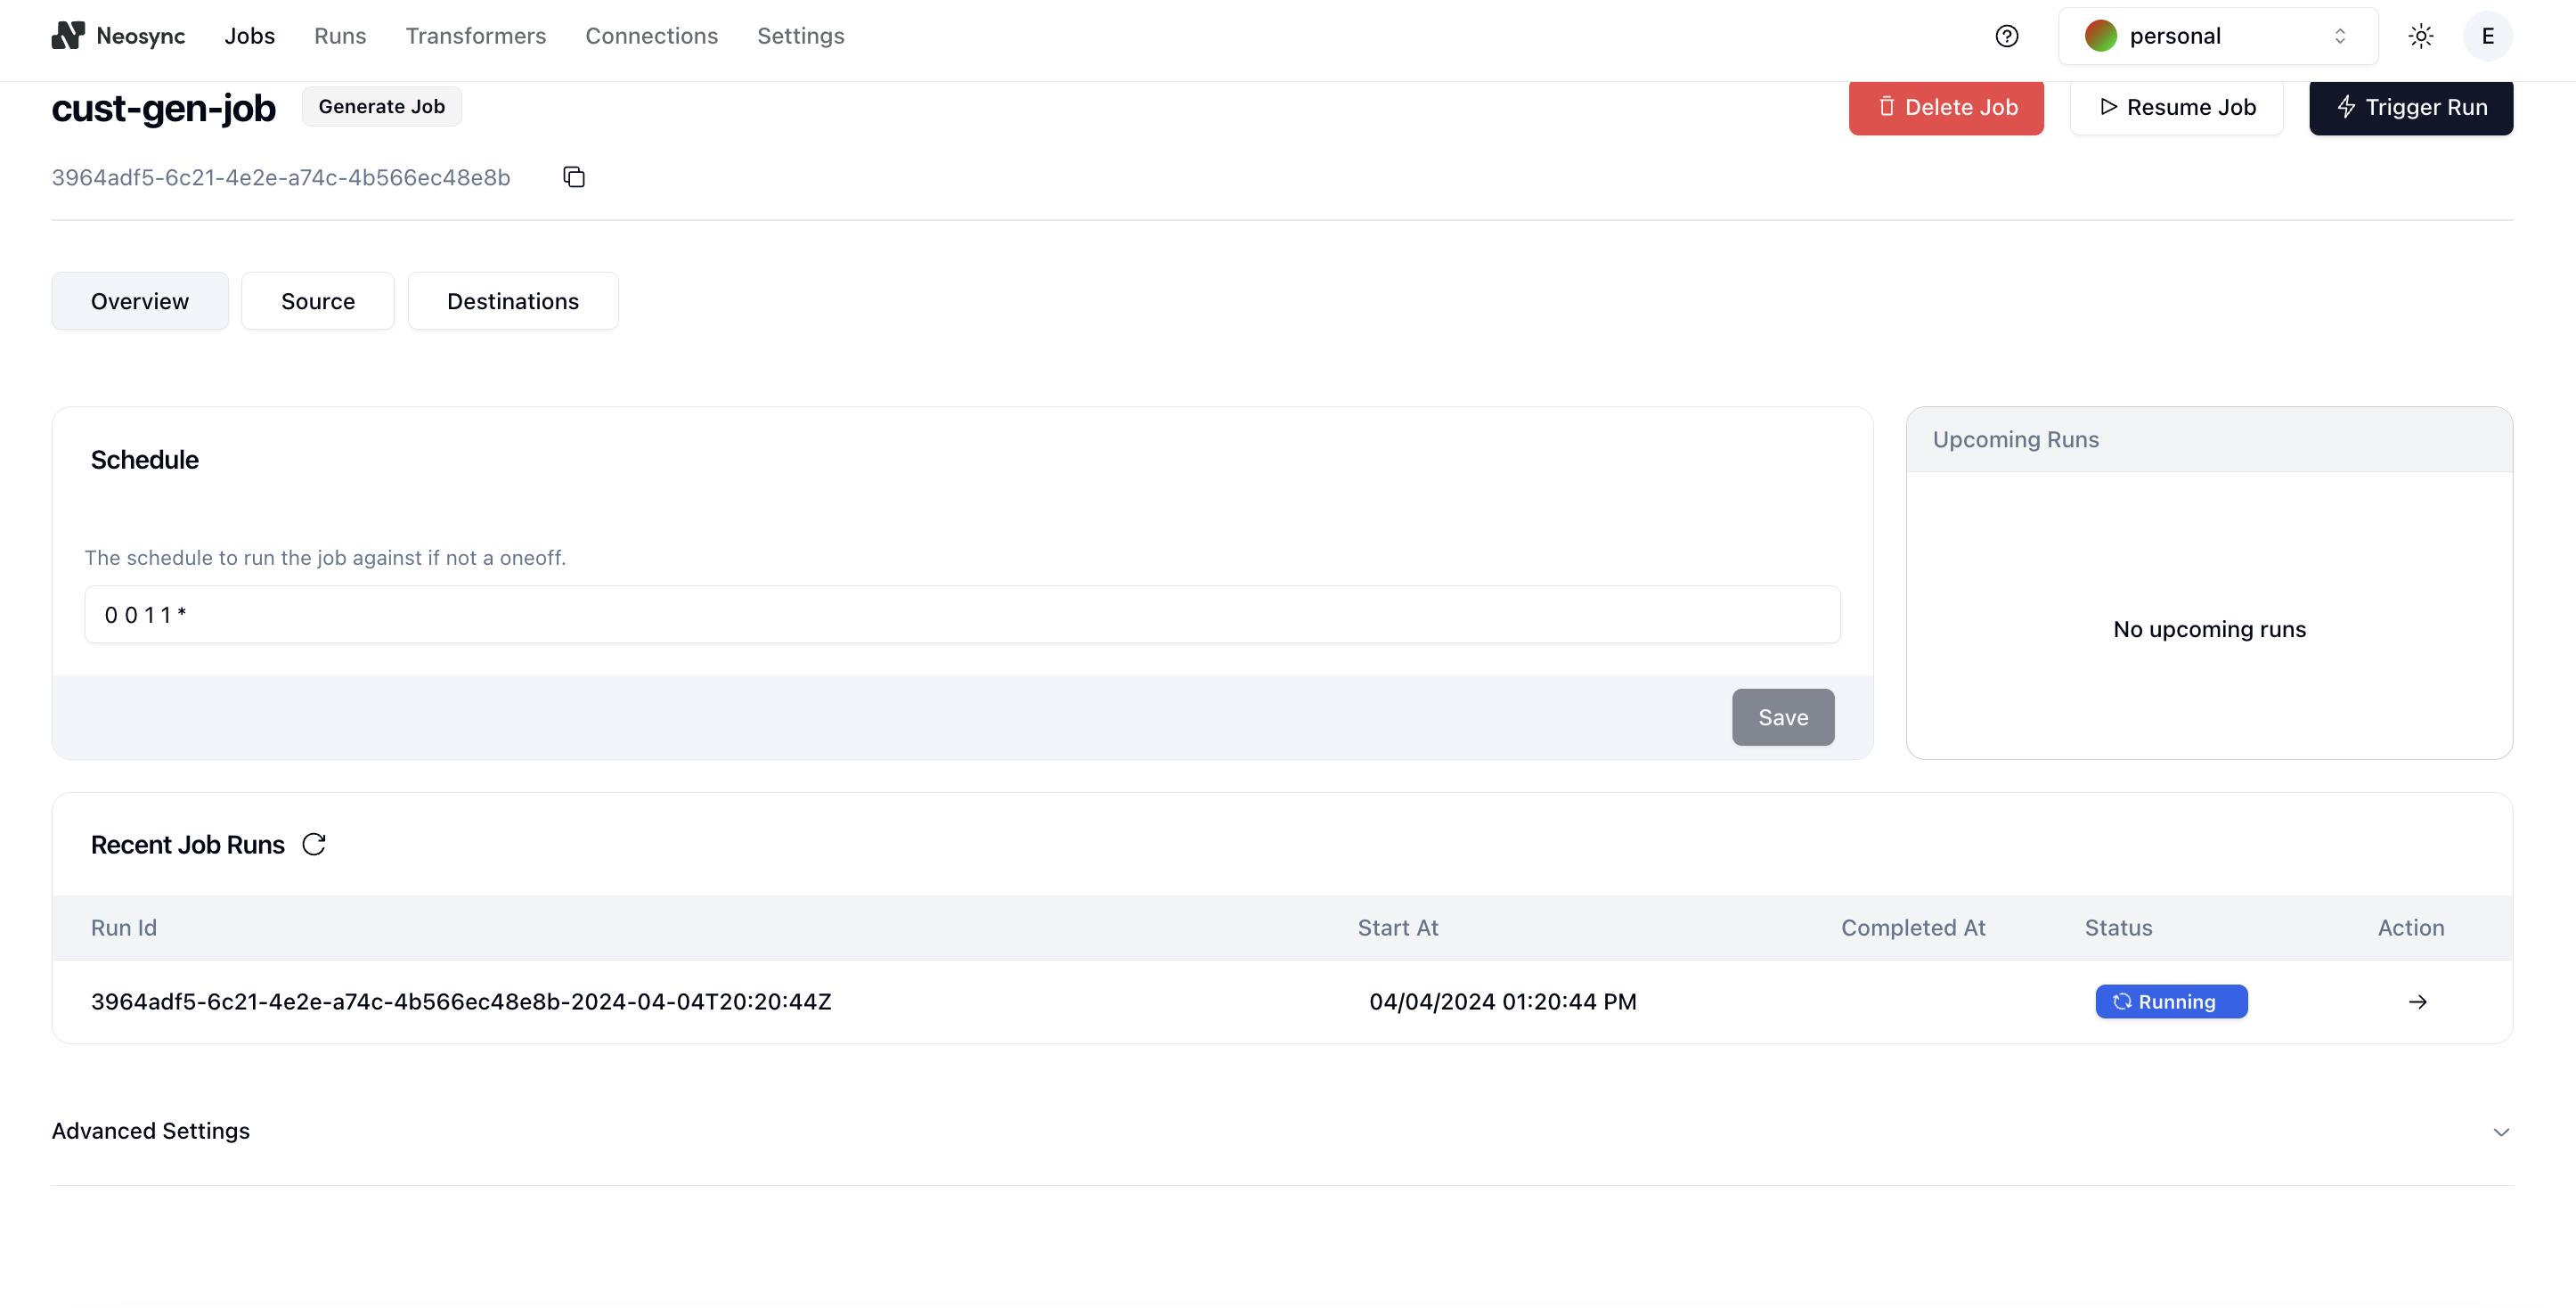 Neosync Jobs Runs Transformers Connections Settings personal E
cust-gen-job Generate Job Delete Job Resume Job Trigger Run
3964adf5-6c21-4e2e-a74c-4b566ec48e8b
Overview Source Destinations
Schedule
Upcoming Runs
The schedule to run the job against if not a oneoff.
0 0 1 1 *
No upcoming runs
Save
Recent Job Runs
Run Id Start At Completed At Status Action
3964adf5-6c21-4e2e-a74c-4b566ec48e8b-2024-04-04T20:20:44Z 04/04/2024 01:20:44 PM Running
Advanced Settings